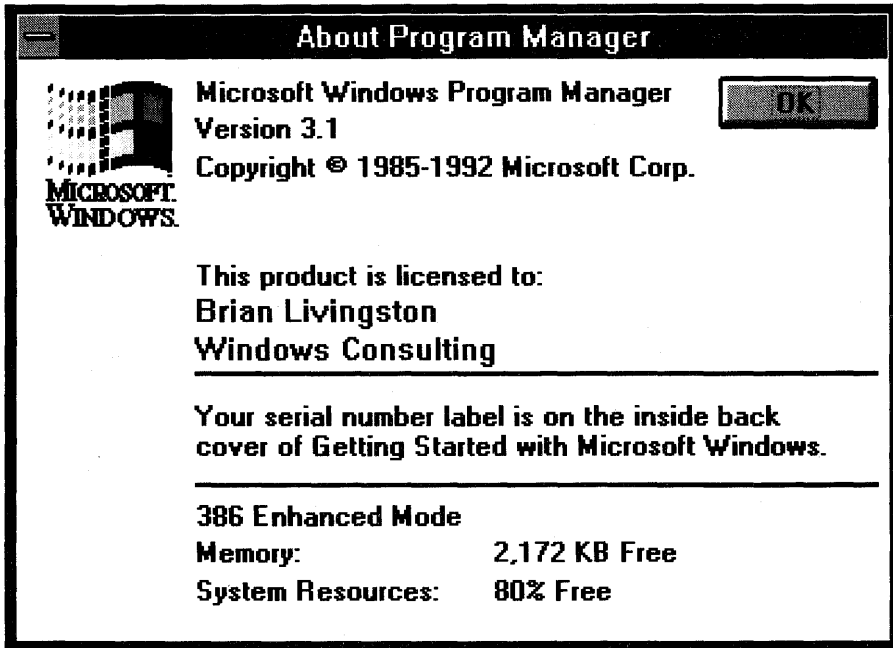 About Program Manager
Microsoft Windows Program Manager
OK
Version 3.1
Copyright © 1985-1992 Microsoft Corp.
MICROSOFT.
WINDOWS.
This product is licensed to:
Brian Livingston
Windows Consulting
Your serial number label is on the inside back
cover of Getting Started with Microsoft Windows.
386 Enhanced Mode
Memory: 2,172 KB Free
System Resources: 80% Free